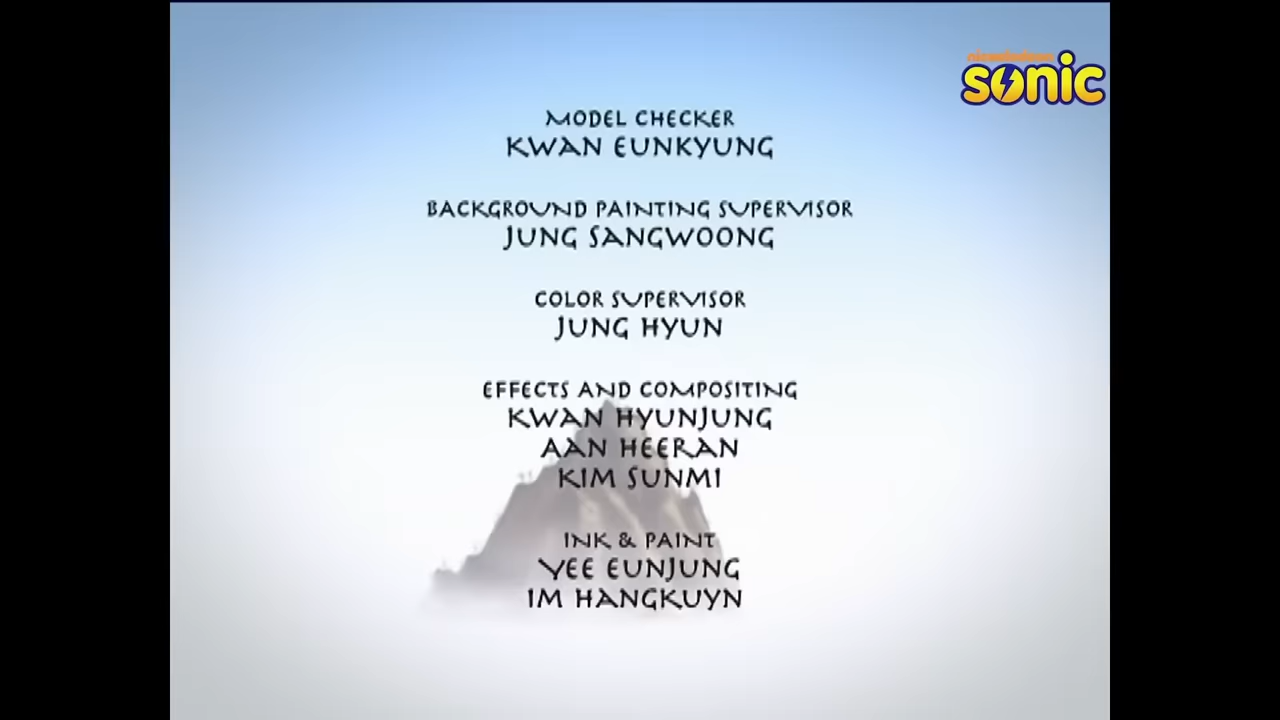 nickelodeon
sonic
MODEL CHECKER
KWAN EUNKYUNG
BACKGROUND PAINTING SUPERVISOR
JUNG SANGWOONG
COLOR SUPERVISOR
JUNG HYUN
EFFECTS AND COMPOSITING
KWAN HYUNJUNG
AAN HEERAN
KIM SUNMI
INK & PAINT
YEE EUNJUNG
IM HANGKUYN